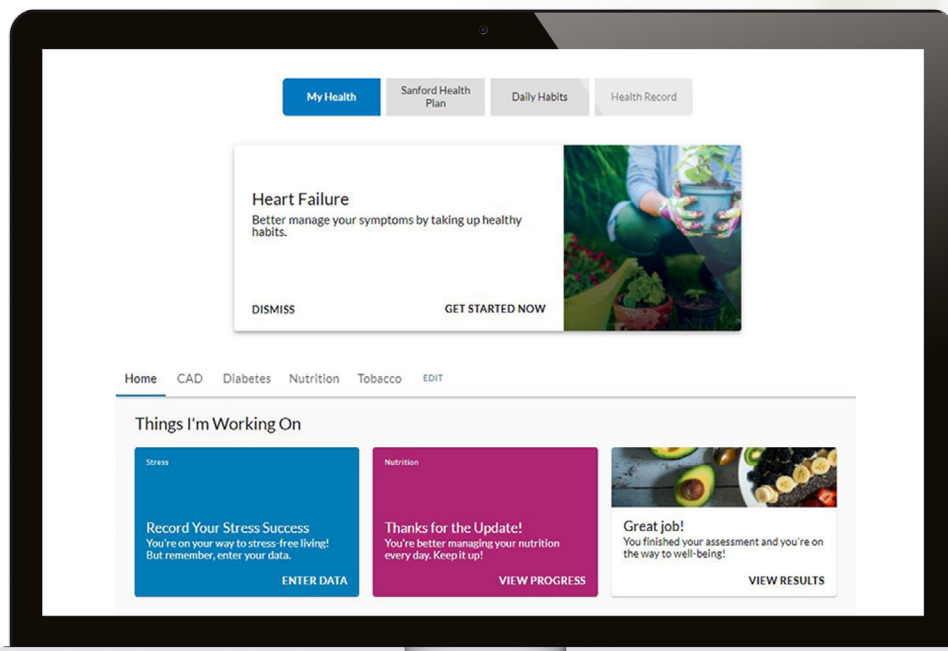 My Health
Sanford Health
Plan
Daily Habits
Health Record
Heart Failure
Better manage your symptoms by taking up healthy
habits.
DISMISS
GET STARTED NOW
Home
CAD
Diabetes
Nutrition
Tobacco
EDIT
Things I'm Working On
Stress
Record Your Stress Success
You're on your way to stress-free living!
But remember, enter your data.
ENTER DATA
Nutrition
Thanks for the Update!
You're better managing your nutrition
every day. Keep it up!
VIEW PROGRESS
Great job!
You finished your assessment and you're on
the way to well-being!
VIEW RESULTS